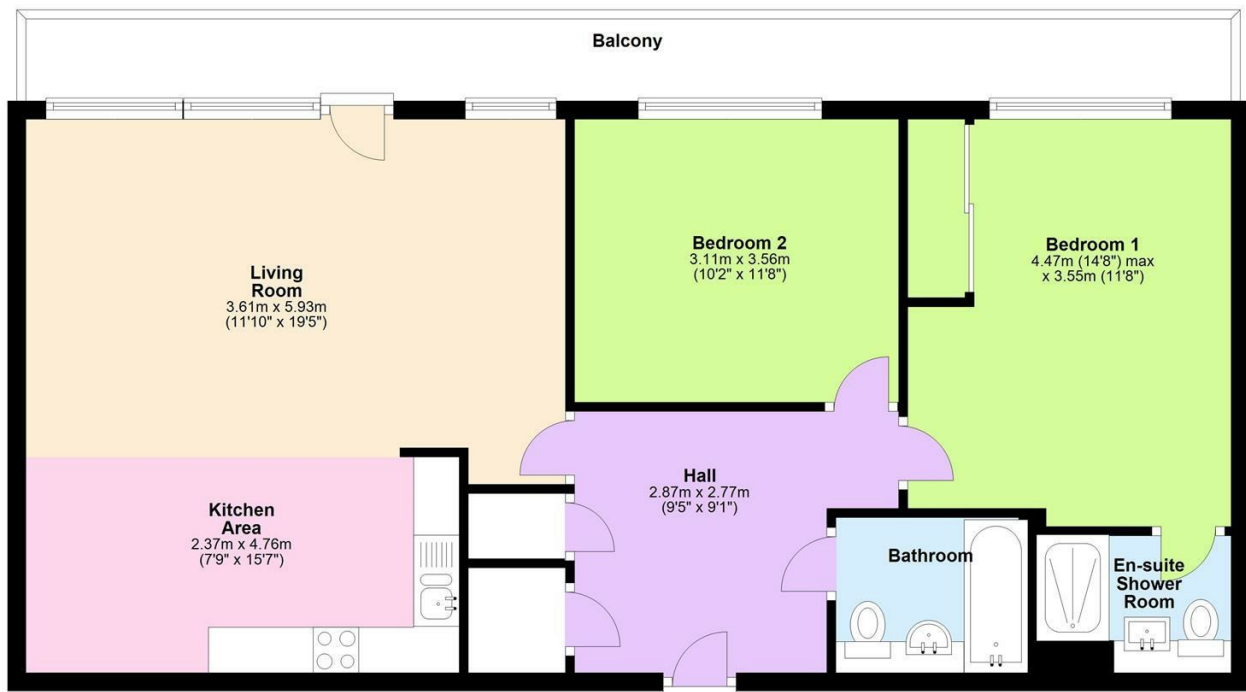 Balcony
Living
Room
3.61m x 5.93m
(11'10" x 19'5")
Bedroom 2
3.11m x 3.56m
(10'2" x 11'8")
Bedroom 1
4.47m (14'8") max
x 3.55m (11'8")
Kitchen
Area
2.37m x 4.76m
(7'9" x 15'7")
Hall
2.87m x 2.77m
(9'5" x 9'1")
Bathroom
En-suite
Shower
Room